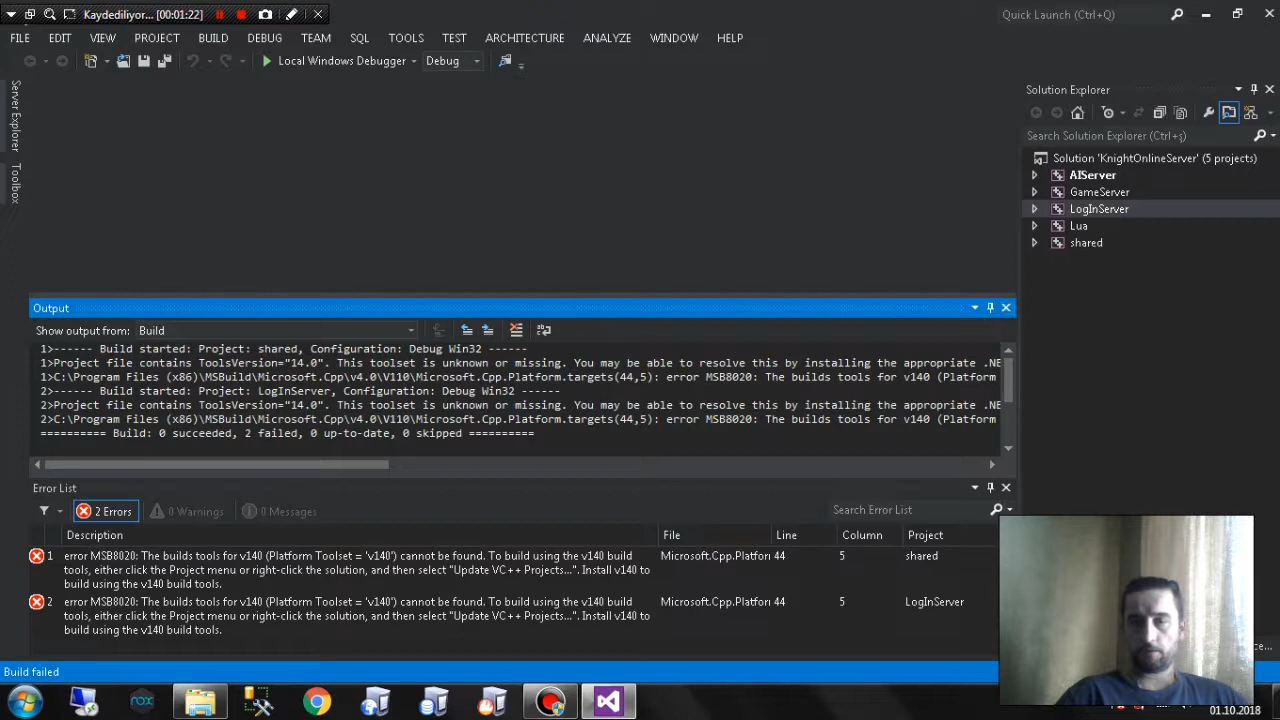 Kaydediliyor... [00:01:22]
Quick Launch (Ctrl+Q)
FILE EDIT VIEW PROJECT BUILD DEBUG TEAM SQL TOOLS TEST ARCHITECTURE ANALYZE WINDOW HELP
Local Windows Debugger Debug
Server Explorer
Toolbox
Solution Explorer
Search Solution Explorer (Ctrl+ş)
Solution 'KnightOnlineServer' (5 projects)
AIServer
GameServer
LogInServer
Lua
shared
Output
Show output from: Build
1>------ Build started: Project: shared, Configuration: Debug Win32 ------
1>Project file contains ToolsVersion="14.0". This toolset is unknown or missing. You may be able to resolve this by installing the appropriate .NE
1>C:\Program Files (x86)\MSBuild\Microsoft.Cpp\v4.0\V110\Microsoft.Cpp.Platform.targets(44,5): error MSB8020: The builds tools for v140 (Platform
2>------ Build started: Project: LogInServer, Configuration: Debug Win32 ------
2>Project file contains ToolsVersion="14.0". This toolset is unknown or missing. You may be able to resolve this by installing the appropriate .NE
2>C:\Program Files (x86)\MSBuild\Microsoft.Cpp\v4.0\V110\Microsoft.Cpp.Platform.targets(44,5): error MSB8020: The builds tools for v140 (Platform
========== Build: 0 succeeded, 2 failed, 0 up-to-date, 0 skipped ==========
Error List
2 Errors 0 Warnings 0 Messages Search Error List
Description File Line Column Project
1 error MSB8020: The builds tools for v140 (Platform Toolset = 'v140') cannot be found. To build using the v140 build Microsoft.Cpp.Platfor 44 5 shared
tools, either click the Project menu or right-click the solution, and then select "Update VC++ Projects...". Install v140 to
build using the v140 build tools.
2 error MSB8020: The builds tools for v140 (Platform Toolset = 'v140') cannot be found. To build using the v140 build Microsoft.Cpp.Platfor 44 5 LogInServer
tools, either click the Project menu or right-click the solution, and then select "Update VC++ Projects...". Install v140 to
build using the v140 build tools.
Build failed
nox
01.10.2018